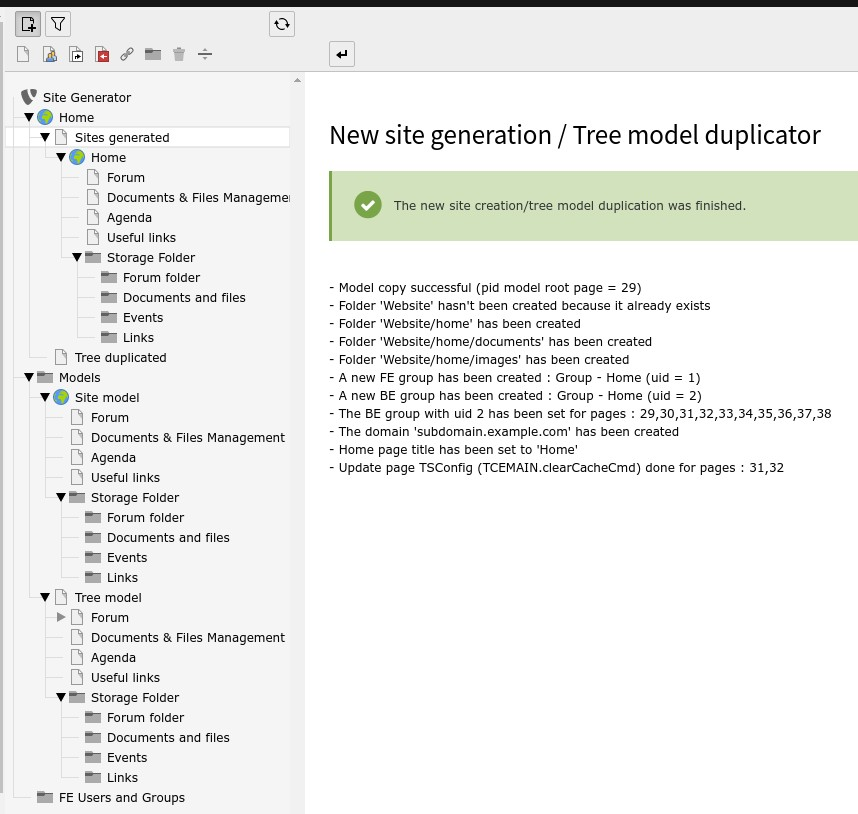 Site Generator
Home
Sites generated
Home
Forum
Documents & Files Manageme
Agenda
Useful links
Storage Folder
Forum folder
Documents and files
Events
Links
Tree duplicated
Models
Site model
Forum
Documents & Files Management
Agenda
Useful links
Storage Folder
Forum folder
Documents and files
Events
Links
Tree model
Forum
Documents & Files Management
Agenda
Useful links
Storage Folder
Forum folder
Documents and files
Events
Links
FE Users and Groups
New site generation / Tree model duplicator
The new site creation/tree model duplication was finished.
- Model copy successful (pid model root page = 29)
- Folder 'Website' hasn't been created because it already exists
- Folder 'Website/home' has been created
- Folder 'Website/home/documents' has been created
- Folder 'Website/home/images' has been created
- A new FE group has been created : Group - Home (uid = 1)
- A new BE group has been created : Group - Home (uid = 2)
- The BE group with uid 2 has been set for pages : 29,30,31,32,33,34,35,36,37,38
- The domain 'subdomain.example.com' has been created
- Home page title has been set to 'Home'
- Update page TSConfig (TCEMAIN.clearCacheCmd) done for pages : 31,32